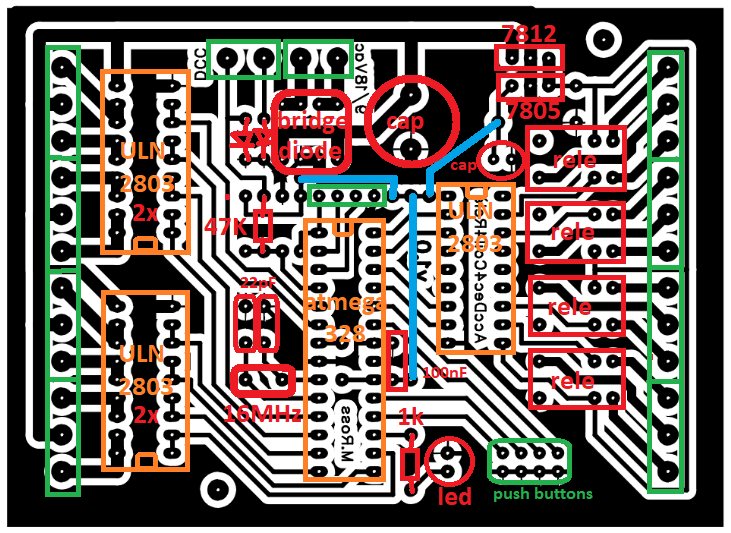 7812
DCC
7805
bridge
diode
cap
cap
rele
ULN
2803
2x
47K
ULN
2803
rele
22pF
atmega
328
rele
ULN
2803
2x
100nF
rele
16MHz
1k
M.Ross
led
push buttons